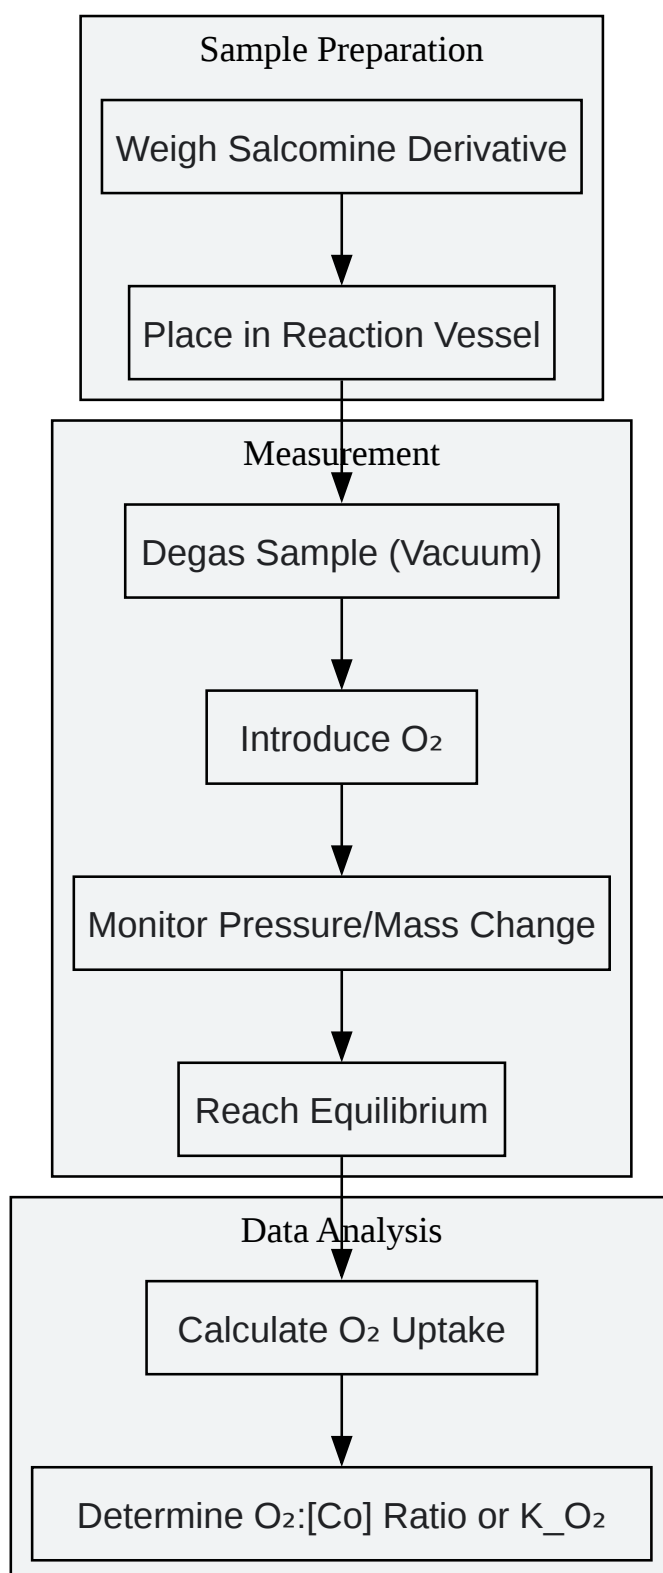 Sample Preparation
Weigh Salcomine Derivative
Place in Reaction Vessel
Measurement
Degas Sample (Vacuum)
Introduce O₂
Monitor Pressure/Mass Change
Reach Equilibrium
Data Analysis
Calculate O₂ Uptake
Determine O₂:[Co] Ratio or K_O₂